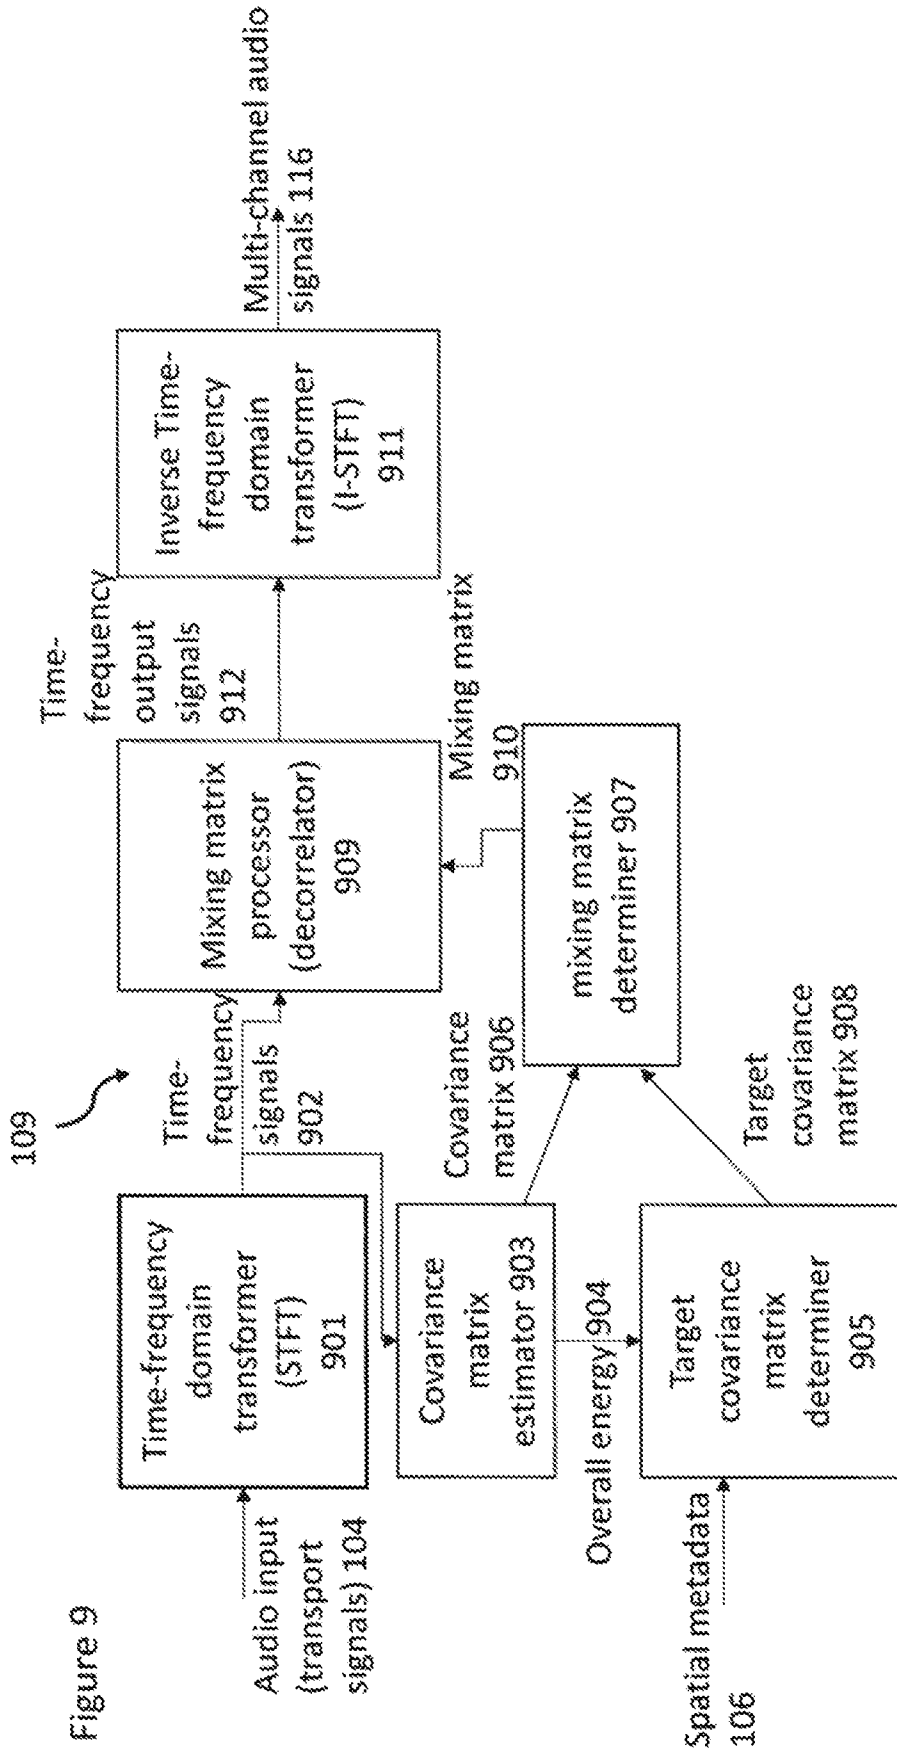 Figure 9
109
Audio input
(transport
signals) 104
Time-frequency
domain
transformer
(STFT)
901
Time-
frequency
signals
902
Mixing matrix
processor
(decorrelator)
909
Time-
frequency
output
signals
912
Inverse Time-
frequency
domain
transformer
(I-STFT)
911
Multi-channel audio
signals 116
Covariance
matrix
estimator 903
Covariance
matrix 906
mixing matrix
determiner 907
Mixing matrix
910
Overall energy 904
Spatial metadata
106
Target
covariance
matrix
determiner
905
Target
covariance
matrix 908